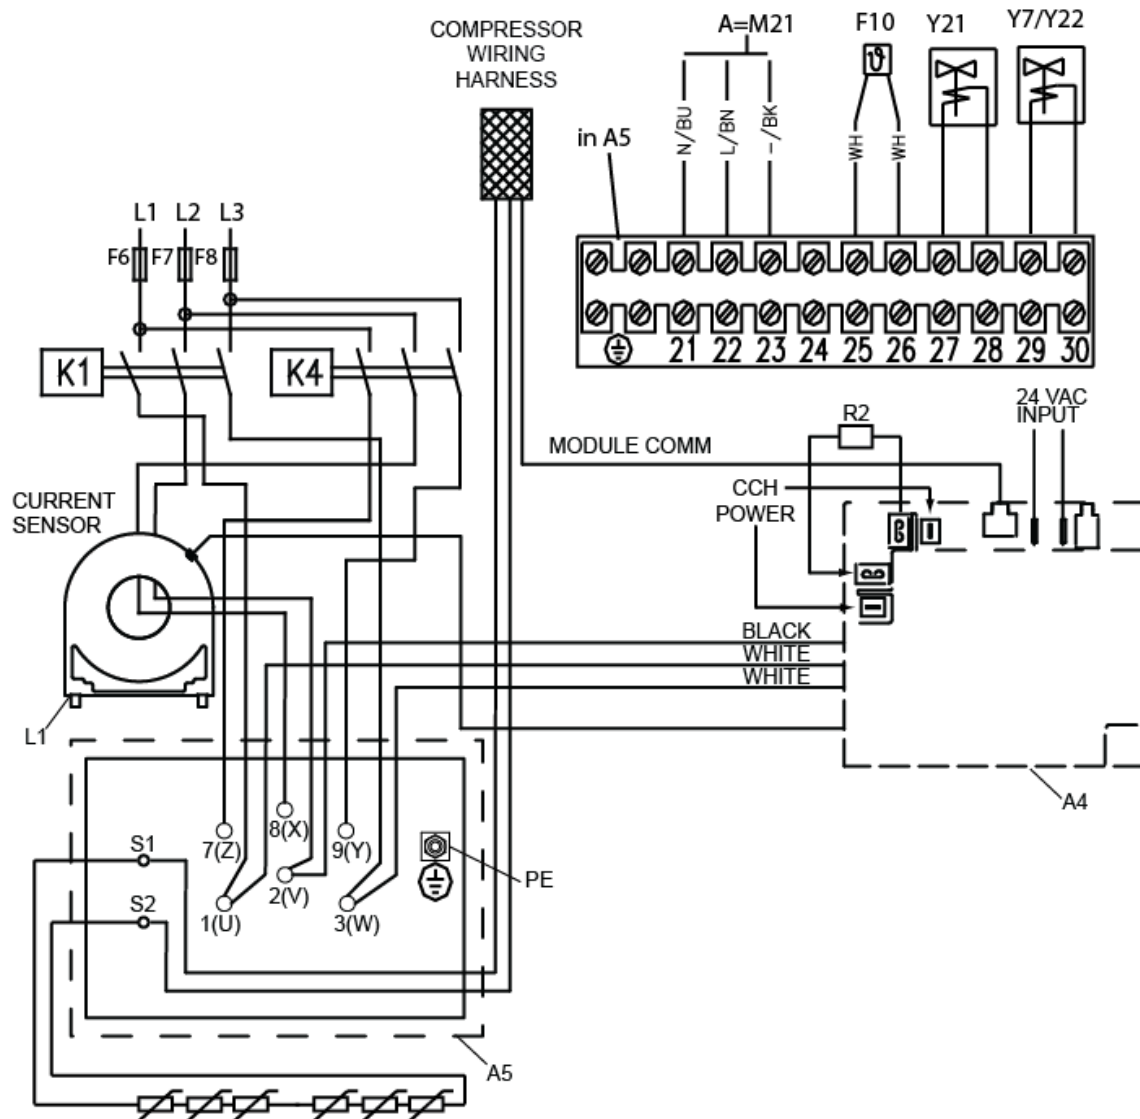 COMPRESSOR
WIRING
HARNESS
A=M21
F10
Y21
Y7/Y22
in A5
N/BU
L/BN
-/BK
WH
WH
L1
L2
L3
F6
F7
F8
21
22
23
24
25
26
27
28
29
30
K1
K4
24 VAC
INPUT
R2
MODULE COMM
CCH
POWER
CURRENT
SENSOR
BLACK
WHITE
WHITE
L1
A4
S1
7(Z)
8(X)
9(Y)
PE
S2
1(U)
2(V)
3(W)
A5